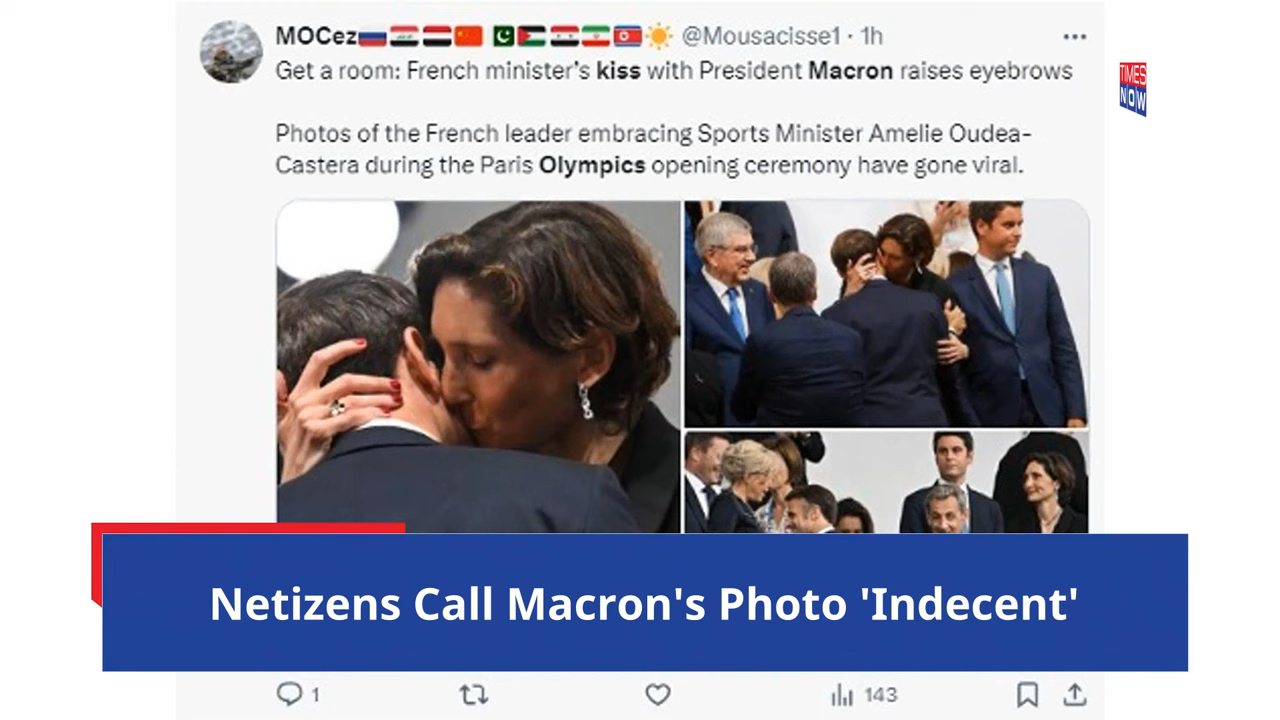 MOCez @Mousacisse1 · 1h
Get a room: French minister's kiss with President Macron raises eyebrows
Photos of the French leader embracing Sports Minister Amelie Oudea-
Castera during the Paris Olympics opening ceremony have gone viral.
TIMES
NOW
Netizens Call Macron's Photo 'Indecent'
1
143